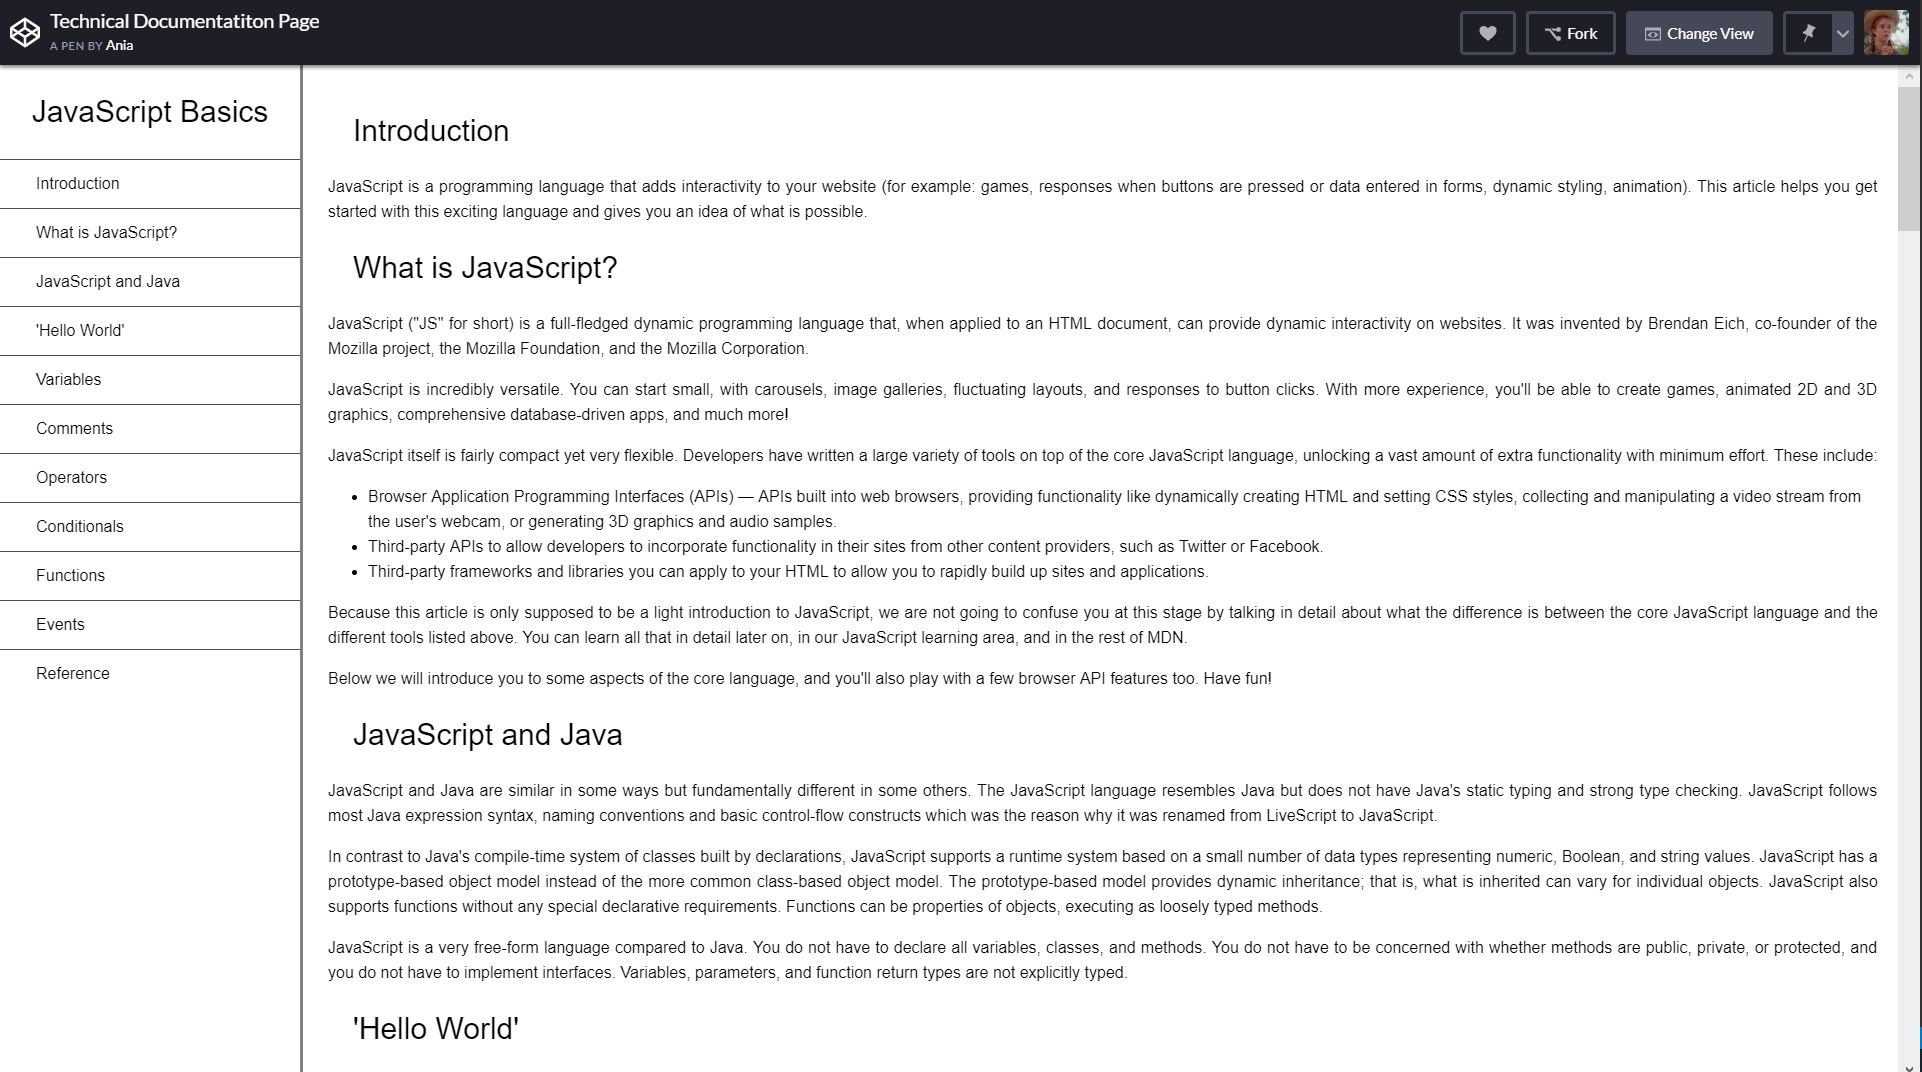 Technical Documentatiton Page
A PEN BY Ania
Fork
Change View
JavaScript Basics
Introduction
What is JavaScript?
JavaScript and Java
'Hello World'
Variables
Comments
Operators
Conditionals
Functions
Events
Reference
Introduction
JavaScript is a programming language that adds interactivity to your website (for example: games, responses when buttons are pressed or data entered in forms, dynamic styling, animation). This article helps you get
started with this exciting language and gives you an idea of what is possible.
What is JavaScript?
JavaScript ("JS" for short) is a full-fledged dynamic programming language that, when applied to an HTML document, can provide dynamic interactivity on websites. It was invented by Brendan Eich, co-founder of the
Mozilla project, the Mozilla Foundation, and the Mozilla Corporation.
JavaScript is incredibly versatile. You can start small, with carousels, image galleries, fluctuating layouts, and responses to button clicks. With more experience, you'll be able to create games, animated 2D and 3D
graphics, comprehensive database-driven apps, and much more!
JavaScript itself is fairly compact yet very flexible. Developers have written a large variety of tools on top of the core JavaScript language, unlocking a vast amount of extra functionality with minimum effort. These include:
• Browser Application Programming Interfaces (APIs) — APIs built into web browsers, providing functionality like dynamically creating HTML and setting CSS styles, collecting and manipulating a video stream from
the user's webcam, or generating 3D graphics and audio samples.
• Third-party APIs to allow developers to incorporate functionality in their sites from other content providers, such as Twitter or Facebook.
• Third-party frameworks and libraries you can apply to your HTML to allow you to rapidly build up sites and applications.
Because this article is only supposed to be a light introduction to JavaScript, we are not going to confuse you at this stage by talking in detail about what the difference is between the core JavaScript language and the
different tools listed above. You can learn all that in detail later on, in our JavaScript learning area, and in the rest of MDN.
Below we will introduce you to some aspects of the core language, and you'll also play with a few browser API features too. Have fun!
JavaScript and Java
JavaScript and Java are similar in some ways but fundamentally different in some others. The JavaScript language resembles Java but does not have Java's static typing and strong type checking. JavaScript follows
most Java expression syntax, naming conventions and basic control-flow constructs which was the reason why it was renamed from LiveScript to JavaScript.
In contrast to Java's compile-time system of classes built by declarations, JavaScript supports a runtime system based on a small number of data types representing numeric, Boolean, and string values. JavaScript has a
prototype-based object model instead of the more common class-based object model. The prototype-based model provides dynamic inheritance; that is, what is inherited can vary for individual objects. JavaScript also
supports functions without any special declarative requirements. Functions can be properties of objects, executing as loosely typed methods.
JavaScript is a very free-form language compared to Java. You do not have to declare all variables, classes, and methods. You do not have to be concerned with whether methods are public, private, or protected, and
you do not have to implement interfaces. Variables, parameters, and function return types are not explicitly typed.
'Hello World'